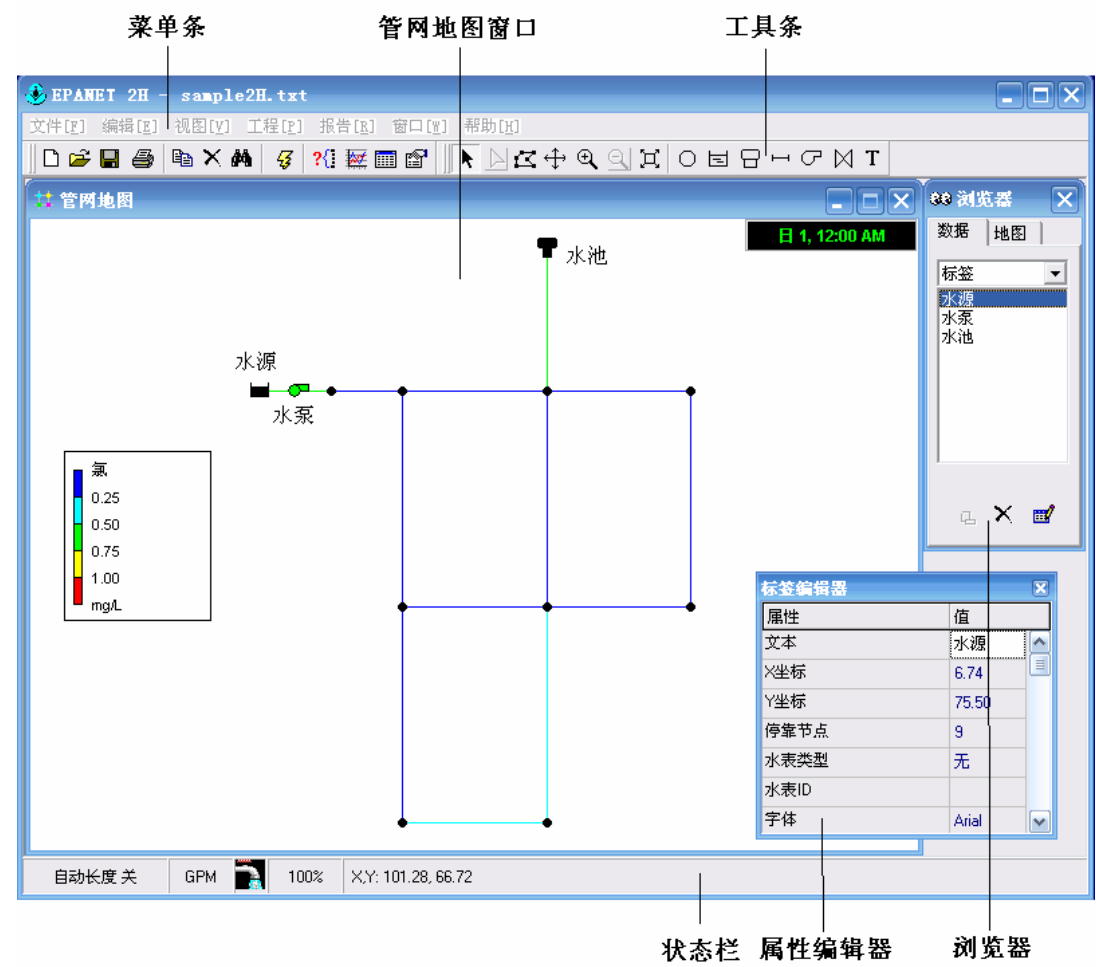 菜单条
管网地图窗口
工具条
EPANET 2H - sample2H.txt
文件[F] 编辑[E] 视图[V] 工程[P] 报告[R] 窗口[W] 帮助[H]
T
管网地图
浏览器
日 1, 12:00 AM
数据 地图
标签
水源
水泵
水池
水池
水源
水泵
氯
0.25
0.50
0.75
1.00
mg/L
标签编辑器
属性 值
文本 水源
X坐标 6.74
Y坐标 75.50
停靠节点 9
水表类型 无
水表ID
字体 Arial
自动长度 关 GPM 100% X,Y: 101.28, 66.72
状态栏
属性编辑器
浏览器